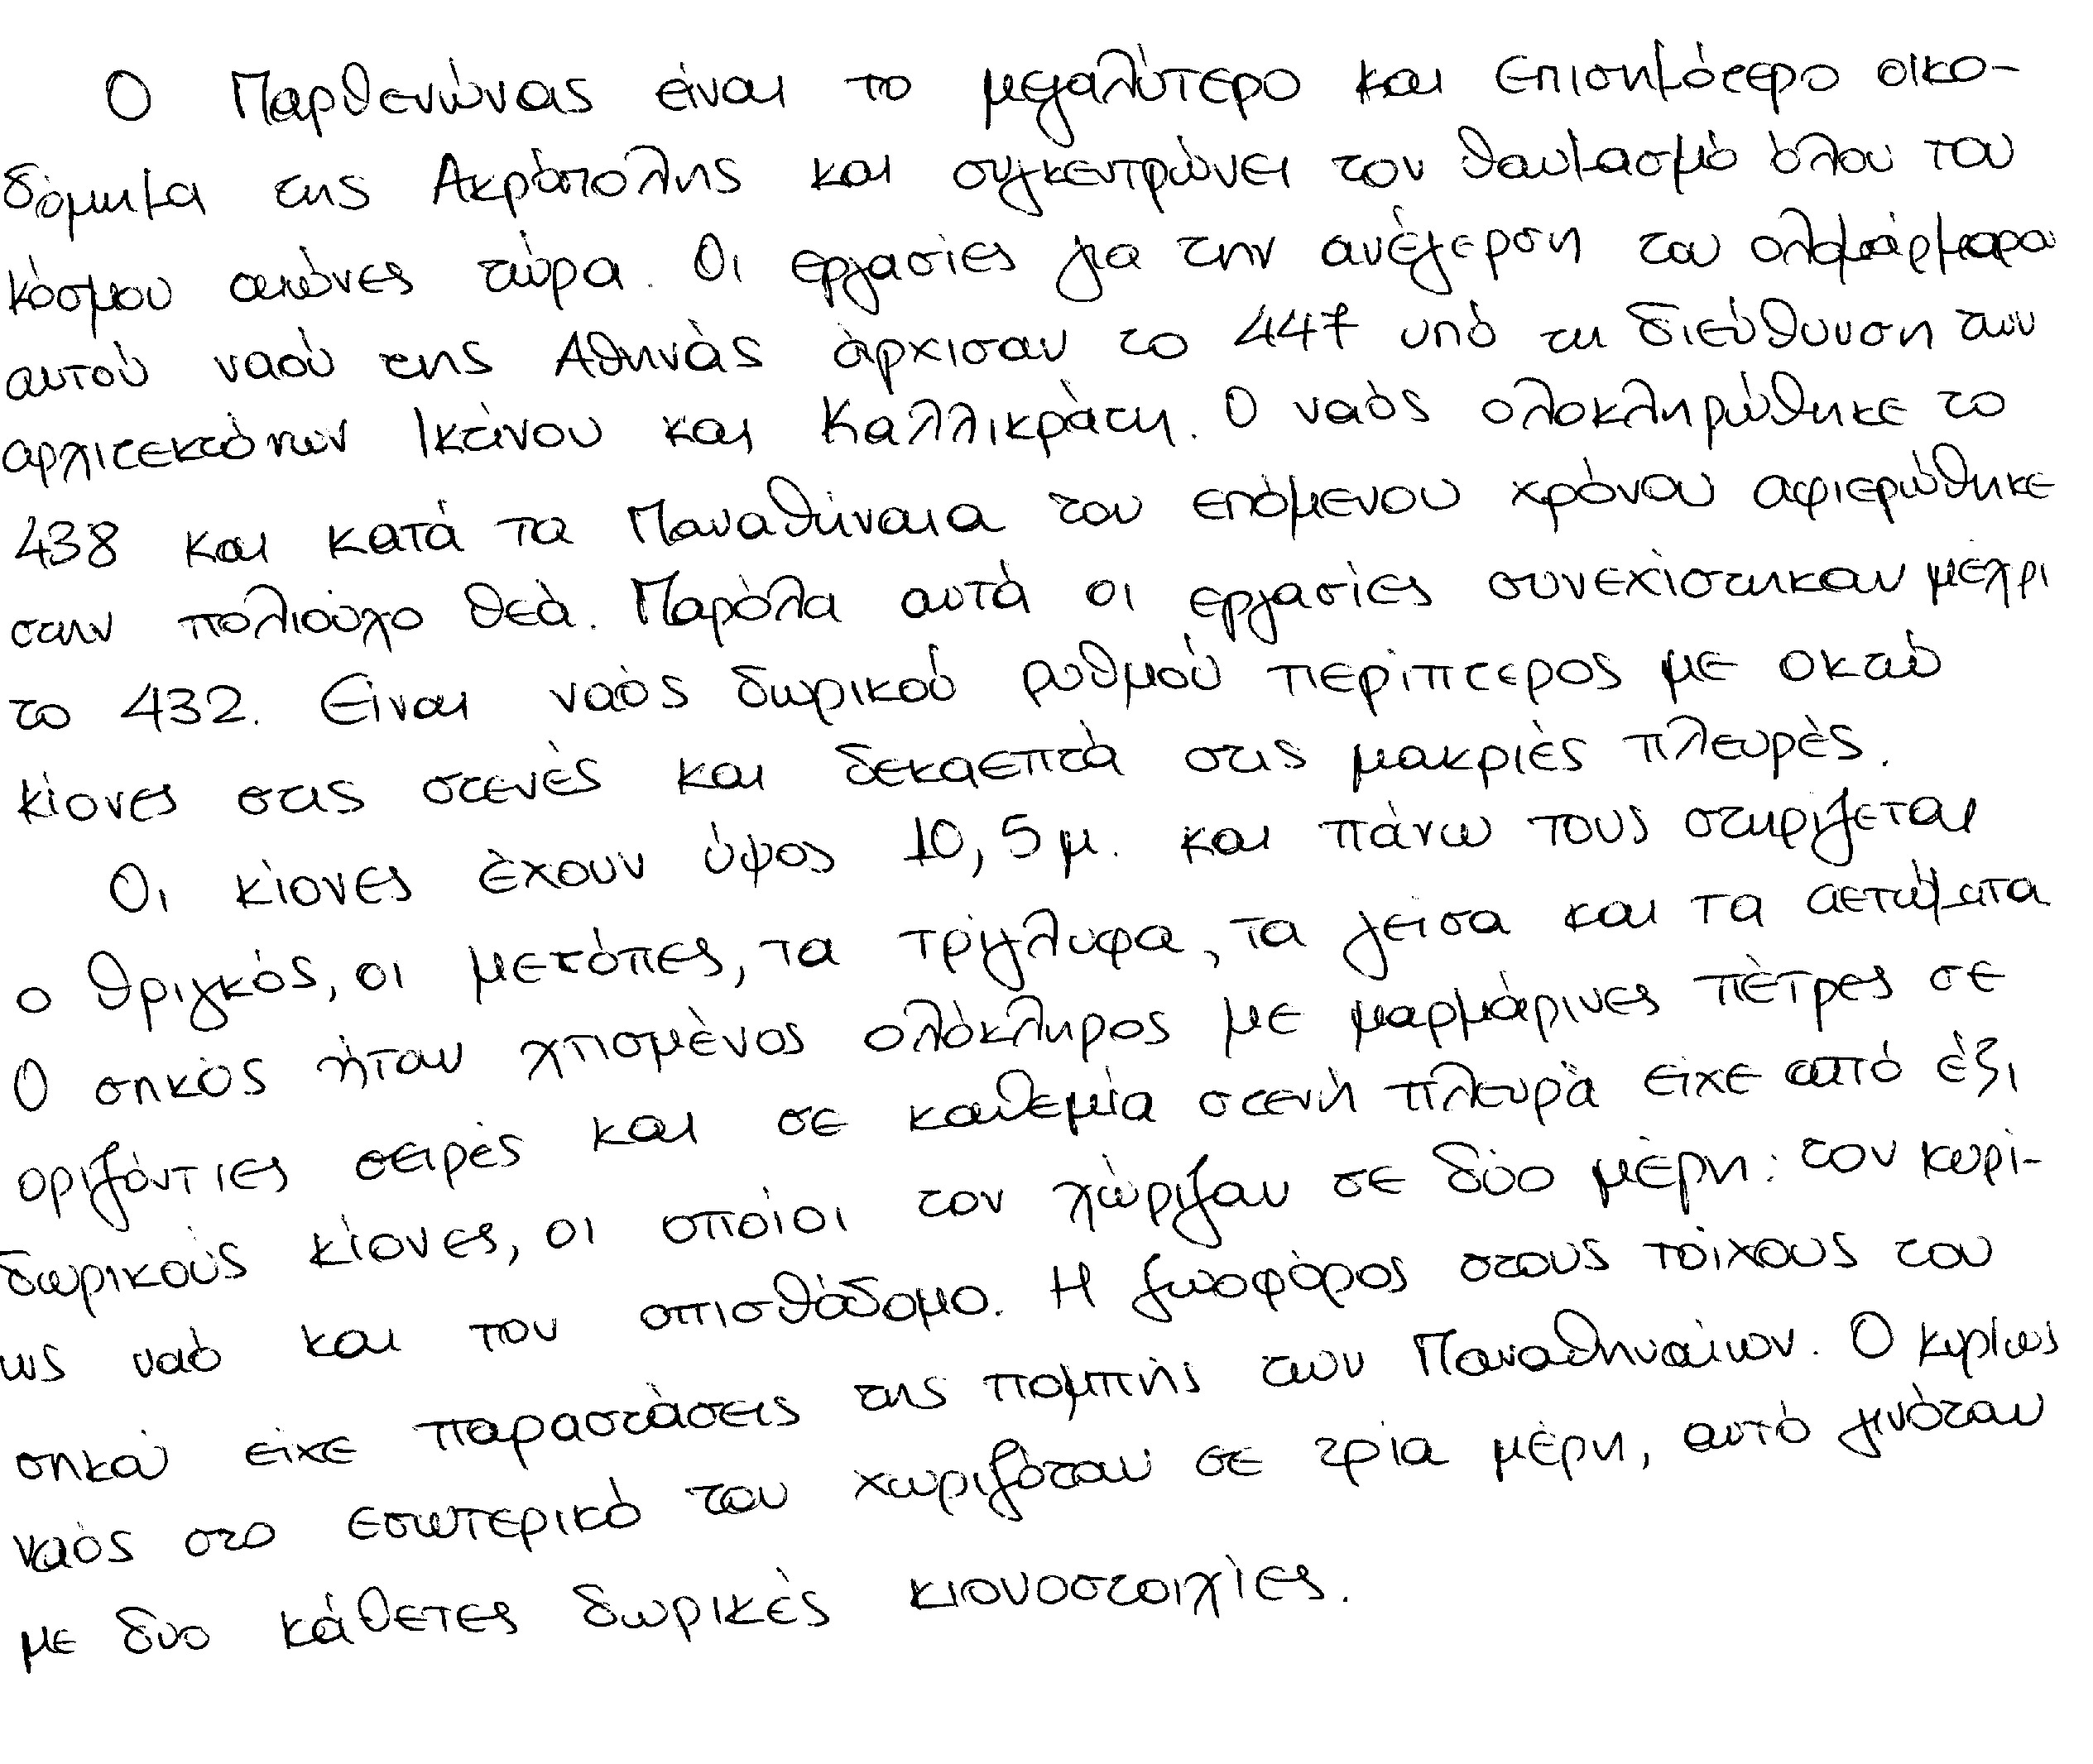 Ο Παρθενώνας είναι το μεγαλύτερο και επισημότερο οικο-
δόμημα της Ακρόπολης και συγκεντρώνει τον θαυμασμό όλου του
κόσμου αιώνες τώρα. Οι εργασίες για την ανέγερση του ολομάρμαρου
αυτού ναού της Αθηνάς άρχισαν το 447 υπό τη διεύθυνση των
αρχιτεκτόνων Ικτίνου και Καλλικράτη. Ο ναός ολοκληρώθηκε το
438 και κατά τα Παναθήναια του επόμενου χρόνου αφιερώθηκε
στην πολιούχο θεά. Παρόλα αυτά οι εργασίες συνεχίστηκαν μέχρι
το 432. Είναι ναός δωρικού ρυθμού περίπτερος με οκτώ
κίονες στις στενές και δεκαεπτά στις μακριές πλευρές.
Οι κίονες έχουν ύψος 10,5μ. και πάνω τους στηρίζεται
ο θριγκός, οι μετόπες, τα τρίγλυφα, τα γείσα και τα αετώματα
Ο σηκός ήταν χτισμένος ολόκληρος με μαρμάρινες πέτρες σε
οριζόντιες σειρές και σε καθεμία στενή πλευρά είχε από έξι
δωρικούς κίονες, οι οποίοι τον χώριζαν σε δύο μέρη: τον κυρί-
ως ναό και τον οπισθόδομο. Η ζωοφόρος στους τοίχους του
σηκού είχε παραστάσεις της πομπής των Παναθηναίων. Ο κυρίως
ναός στο εσωτερικό του χωριζόταν σε τρία μέρη, αυτό γινόταν
με δυο κάθετες δωρικές κιονοστοιχίες.